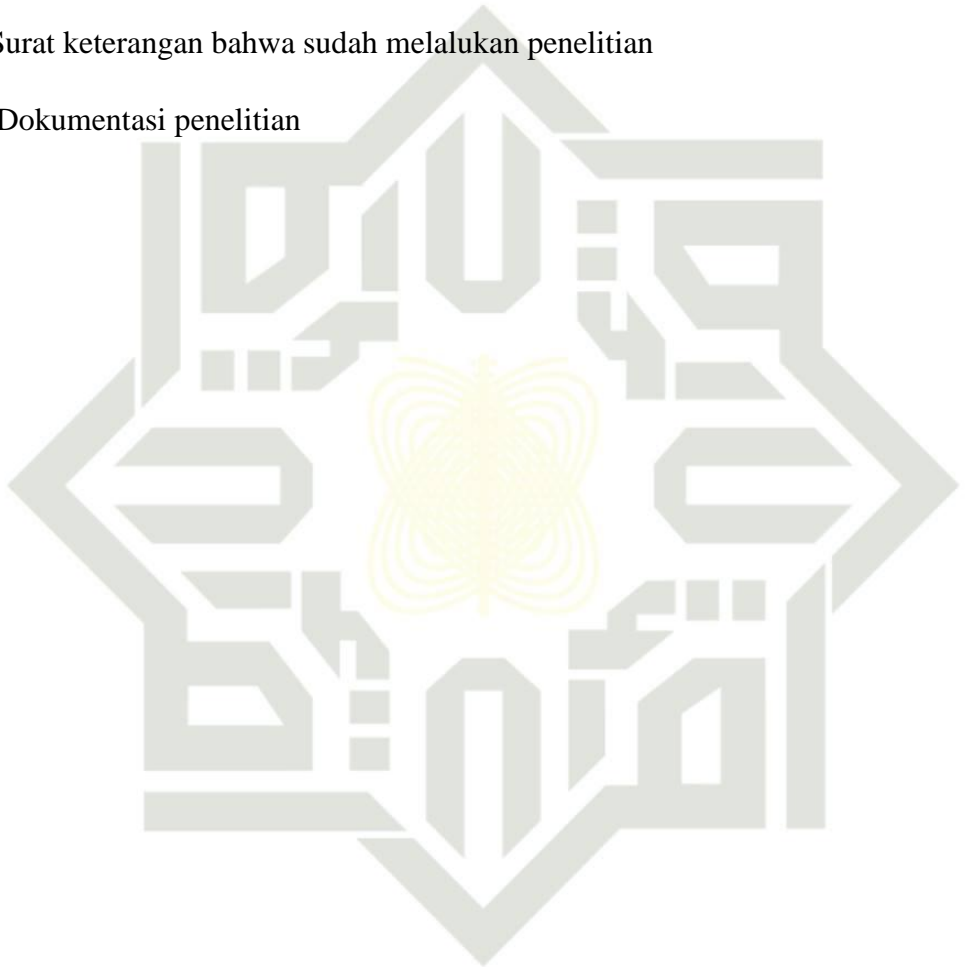 Surat keterangan bahwa sudah melalukan penelitian
Dokumentasi penelitian